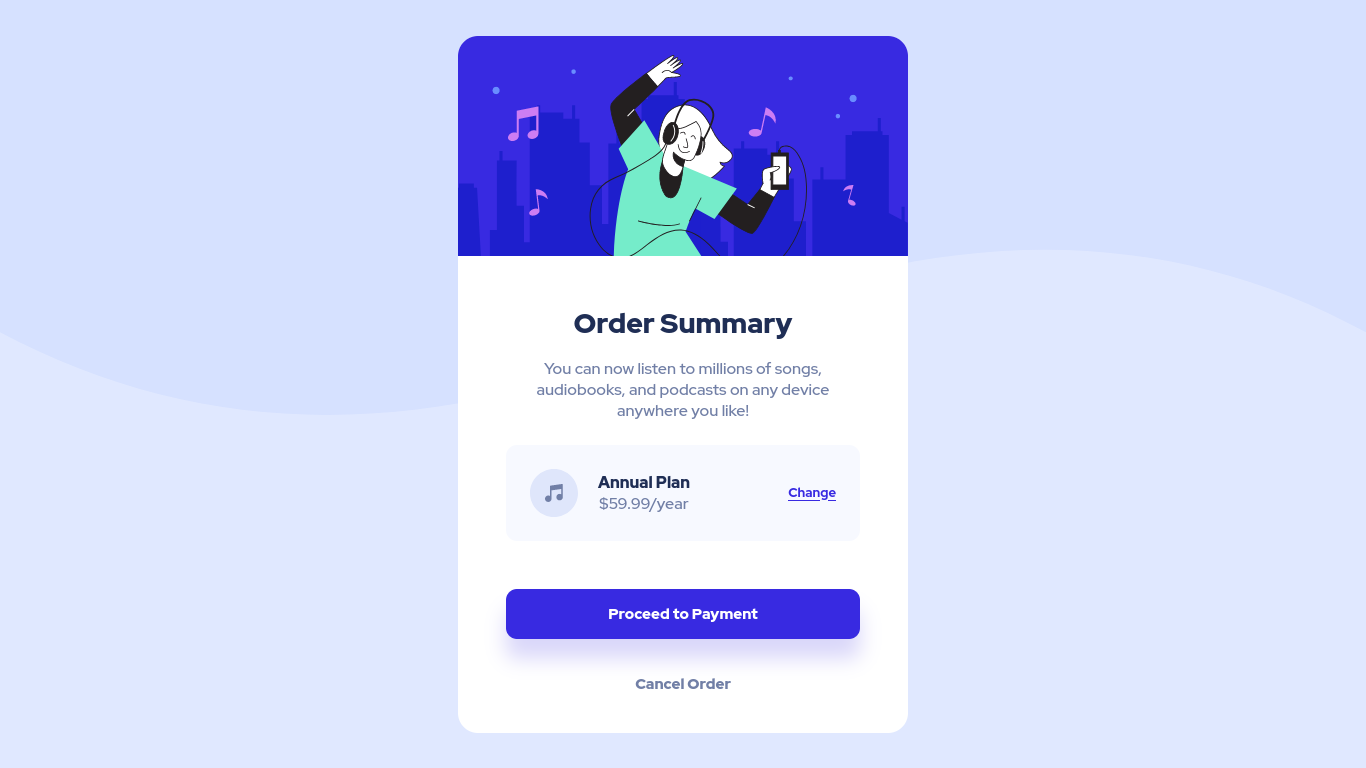 Order Summary
You can now listen to millions of songs,
audiobooks, and podcasts on any device
anywhere you like!
Annual Plan
$59.99/year
Change
Proceed to Payment
Cancel Order